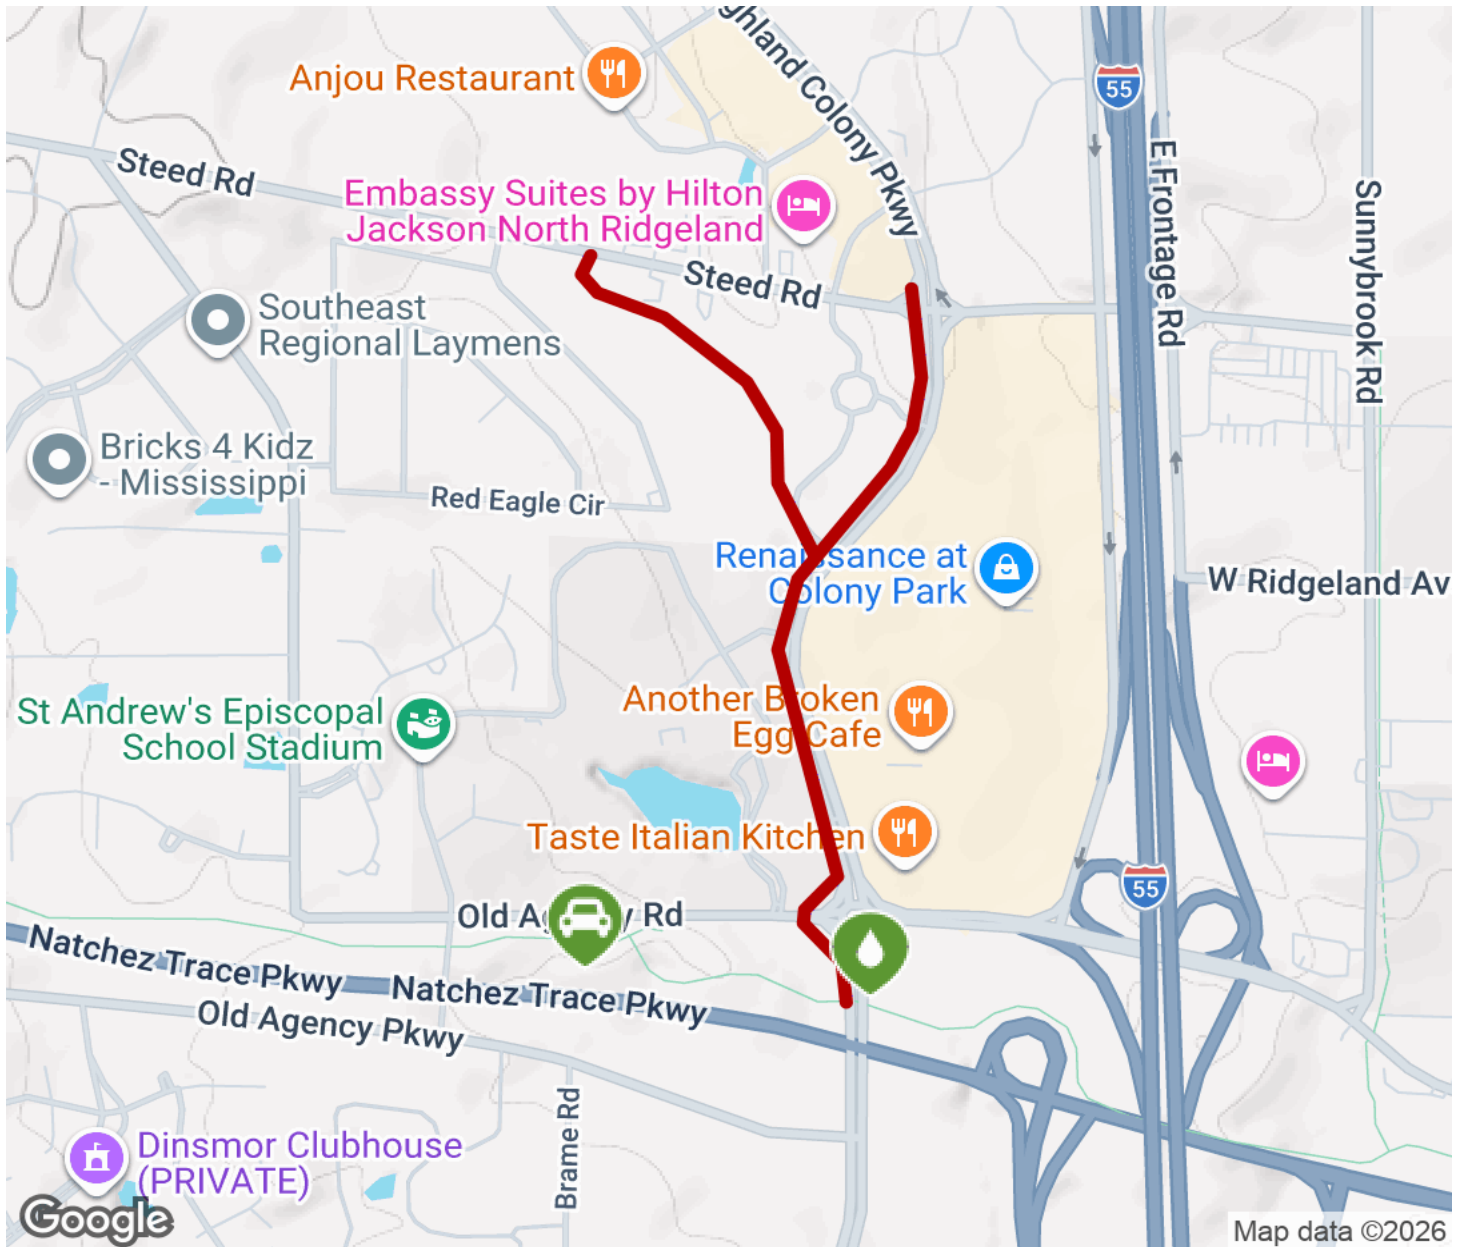 ghland Colony Pkwy
Anjou Restaurant
55
Steed Rd
E Frontage Rd
Sunnybrook Rd
Embassy Suites by Hilton
Jackson North Ridgeland
Steed Rd
Southeast
Regional Laymens
Bricks 4 Kidz
- Mississippi
Red Eagle Cir
Renaissance at
Colony Park
W Ridgeland Av
St Andrew's Episcopal
School Stadium
Another Broken
Egg Cafe
Taste Italian Kitchen
55
Old Agency Rd
Natchez Trace Pkwy
Natchez Trace Pkwy
Old Agency Pkwy
Brame Rd
Dinsmor Clubhouse
(PRIVATE)
Google
Map data ©2026